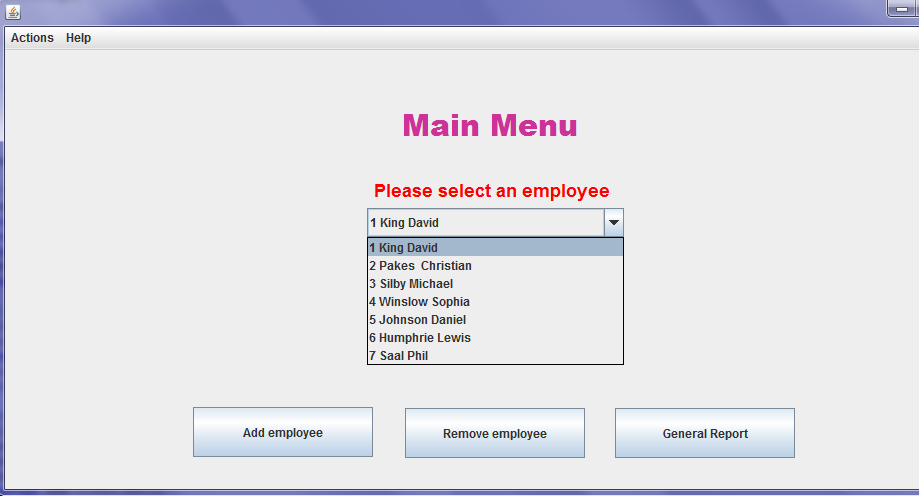 Actions Help
Main Menu
Please select an employee
1 King David
1 King David
2 Pakes  Christian
3 Silby Michael
4 Winslow Sophia
5 Johnson Daniel
6 Humphrie Lewis
7 Saal Phil
Add employee Remove employee General Report